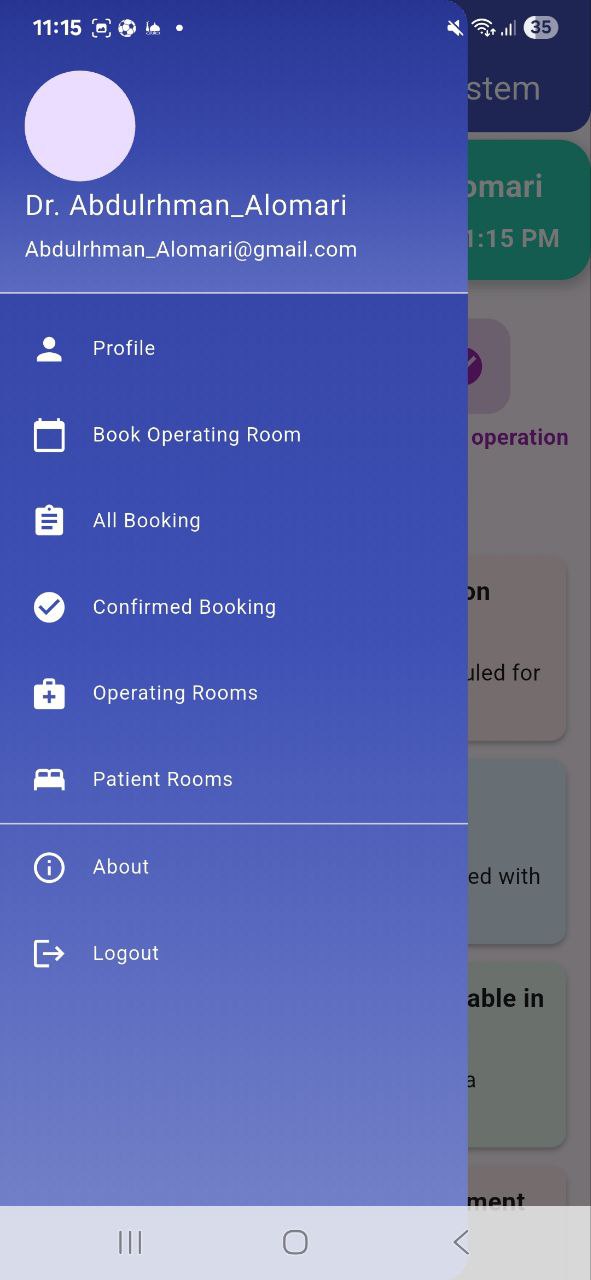 11:15
35
stem
Dr. Abdulrhman_Alomari
omari
Abdulrhman_Alomari@gmail.com
1:15 PM
Profile
Book Operating Room
operation
All Booking
Confirmed Booking
on
Operating Rooms
uled for
Patient Rooms
About
ed with
Logout
able in
a
ment